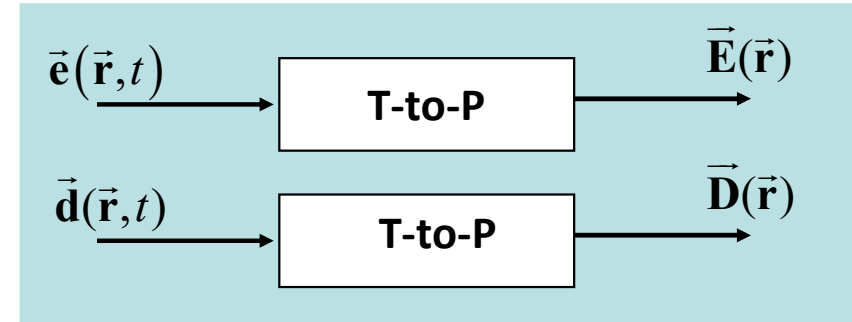 e⃗(r⃗,t)
T-to-P
E⃗(r⃗)
d⃗(r⃗,t)
T-to-P
D⃗(r⃗)